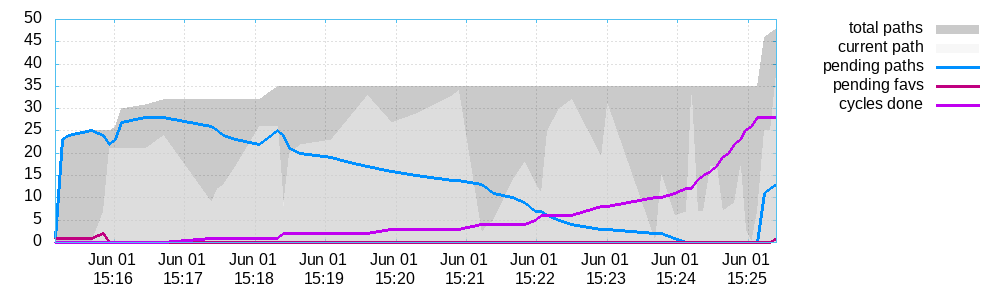 50
45
40
35
30
25
20
15
10
5
0
Jun 01 Jun 01 Jun 01 Jun 01 Jun 01 Jun 01 Jun 01 Jun 01 Jun 01 Jun 01
15:16 15:17 15:18 15:19 15:20 15:21 15:22 15:23 15:24 15:25
total paths
current path
pending paths
pending favs
cycles done